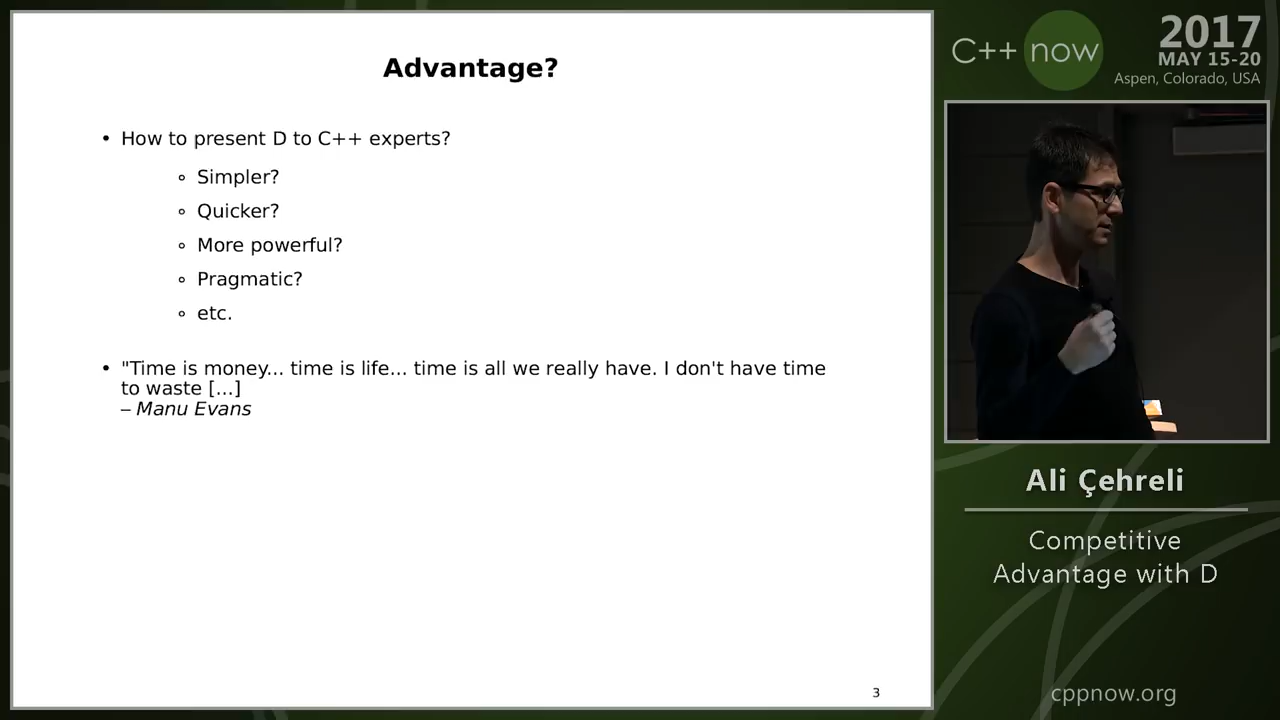 Advantage?
• How to present D to C++ experts?
◦ Simpler?
◦ Quicker?
◦ More powerful?
◦ Pragmatic?
◦ etc.
• "Time is money... time is life... time is all we really have. I don't have time
to waste [...]
– Manu Evans
3
C++ now
2017
MAY 15-20
Aspen, Colorado, USA
Ali Çehreli
Competitive
Advantage with D
cppnow.org